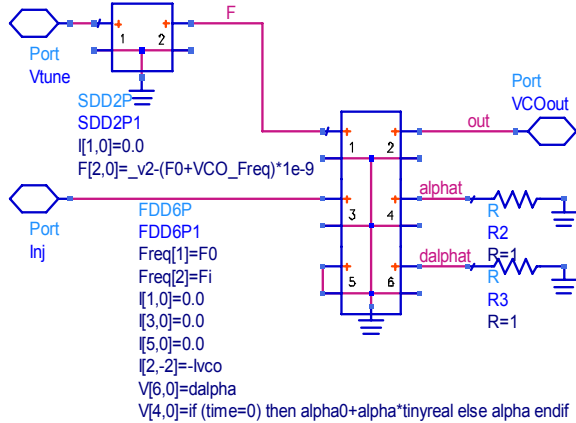 F
1
2
Port
Vtune
SDD2P
SDD2P1
I[1,0]=0.0
F[2,0]=_v2-(F0+VCO_Freq)*1e-9
Port
VCOout
out
1
2
alphat
3
4
R
R2
R=1
dalphat
5
6
R
R3
R=1
Port
Inj
FDD6P
FDD6P1
Freq[1]=F0
Freq[2]=Fi
I[1,0]=0.0
I[3,0]=0.0
I[5,0]=0.0
I[2,-2]=-Ivco
V[6,0]=dalpha
V[4,0]=if (time=0) then alpha0+alpha*tinyreal else alpha endif